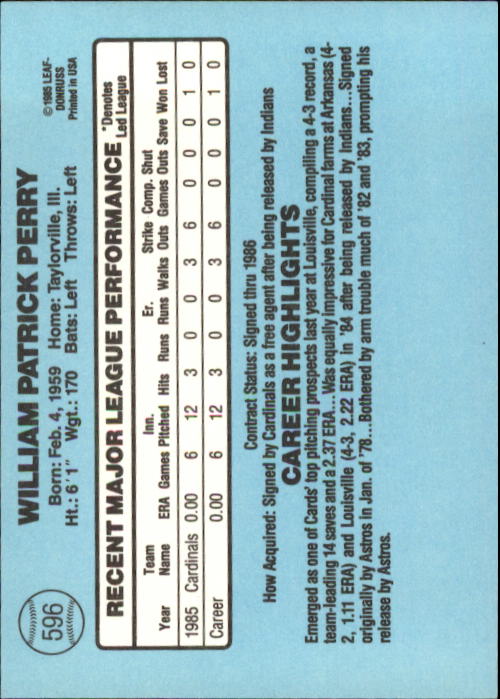 596
WILLIAM PATRICK PERRY
Born: Feb. 4, 1959 Home: Taylorville, Ill.
Ht.: 6'1" Wgt.: 170 Bats: Left Throws: Left
©1985 LEAF-
DONRUSS
Printed in USA
RECENT MAJOR LEAGUE PERFORMANCE *Denotes
Led League
Team Inn. Er. Strike Comp. Shut
Year Name ERA Games Pitched Hits Runs Runs Walks Outs Games Outs Save Won Lost
1985 Cardinals 0.00 6 12 3 0 0 3 6 0 0 0 1 0
Career 0.00 6 12 3 0 0 3 6 0 0 0 1 0
Contract Status: Signed thru 1986
How Acquired: Signed by Cardinals as a free agent after being released by Indians
CAREER HIGHLIGHTS
Emerged as one of Cards' top pitching prospects last year at Louisville, compiling a 4-3 record, a
team-leading 14 saves and a 2.37 ERA...Was equally impressive for Cardinal farms at Arkansas (4-
2, 1.11 ERA) and Louisville (4-3, 2.22 ERA) in '84 after being released by Indians...Signed
originally by Astros in Jan. of '78...Bothered by arm trouble much of '82 and '83, prompting his
release by Astros.